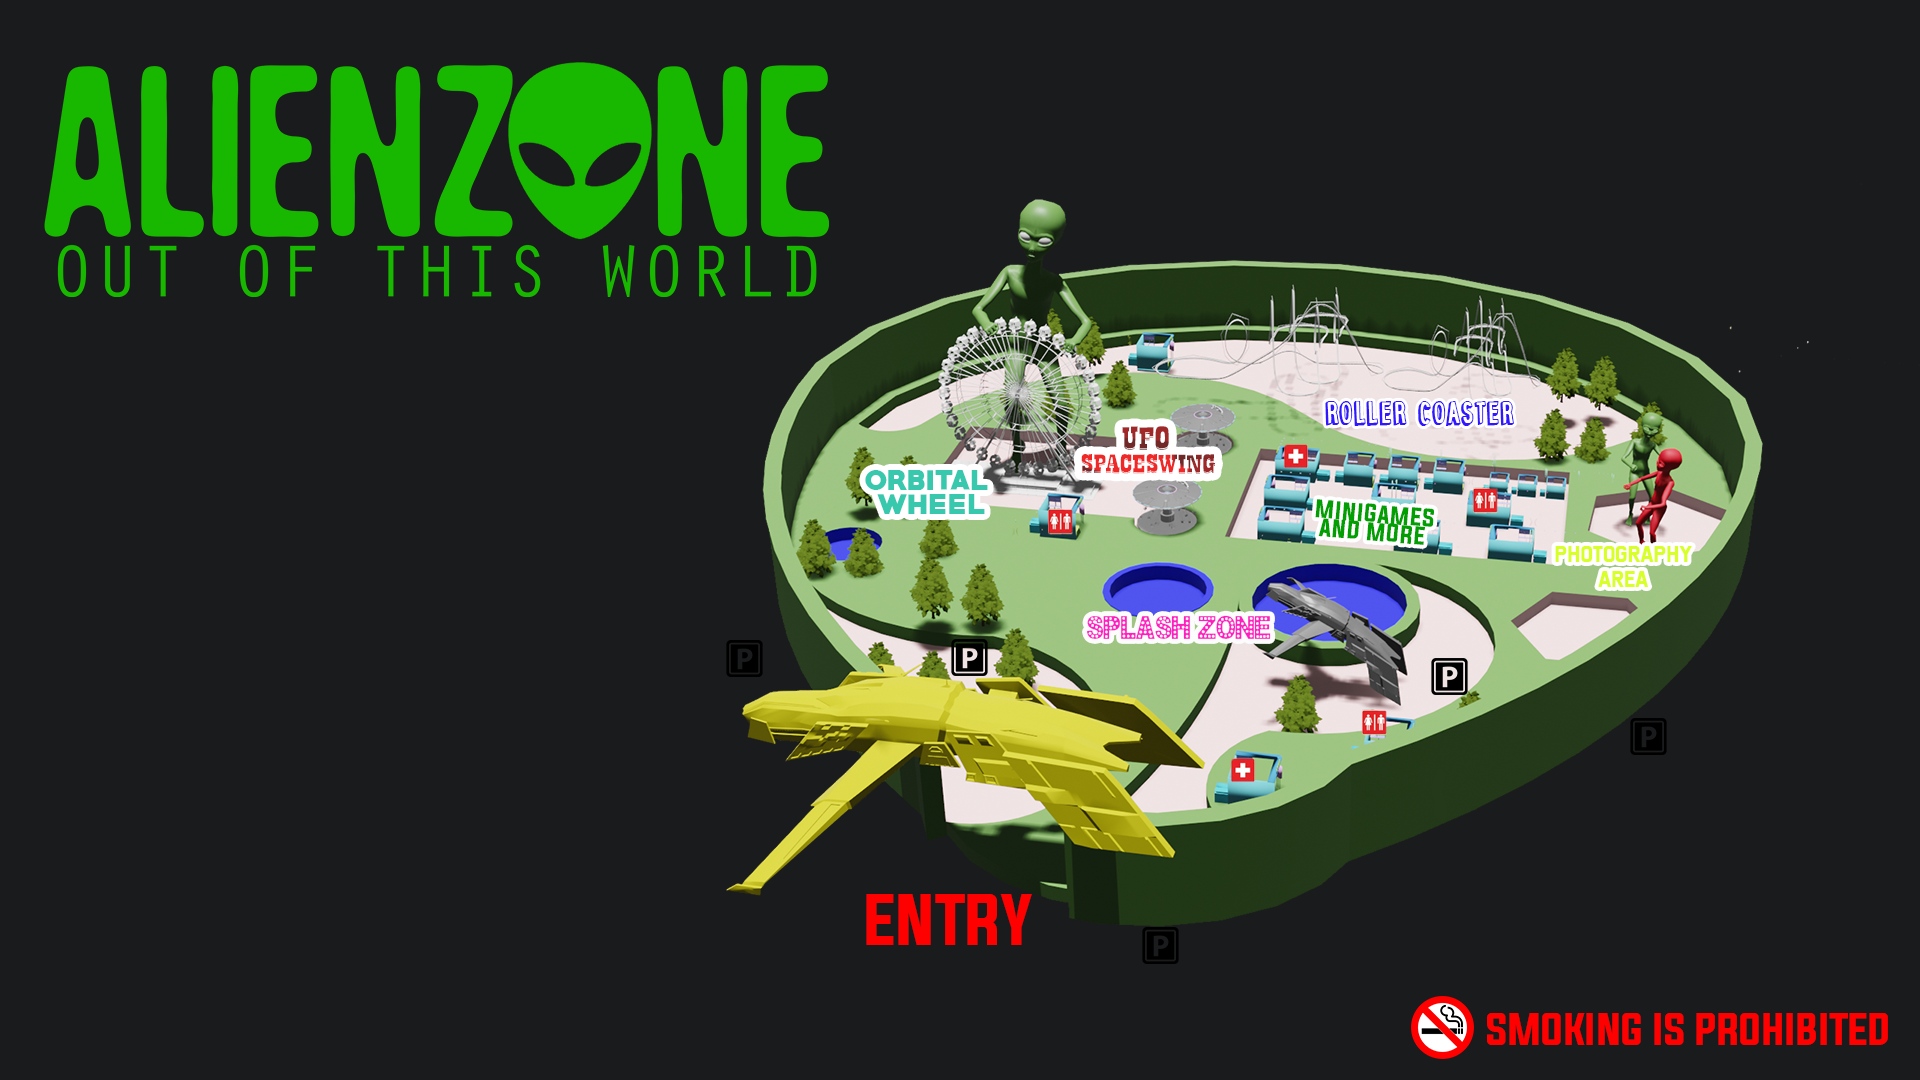 ALIENZONE
OUT OF THIS WORLD
ROLLER COASTER
UFO
SPACESWING
ORBITAL
WHEEL
MINIGAMES
AND MORE
PHOTOGRAPHY
AREA
SPLASH ZONE
P
P
P
P
P
ENTRY
SMOKING IS PROHIBITED